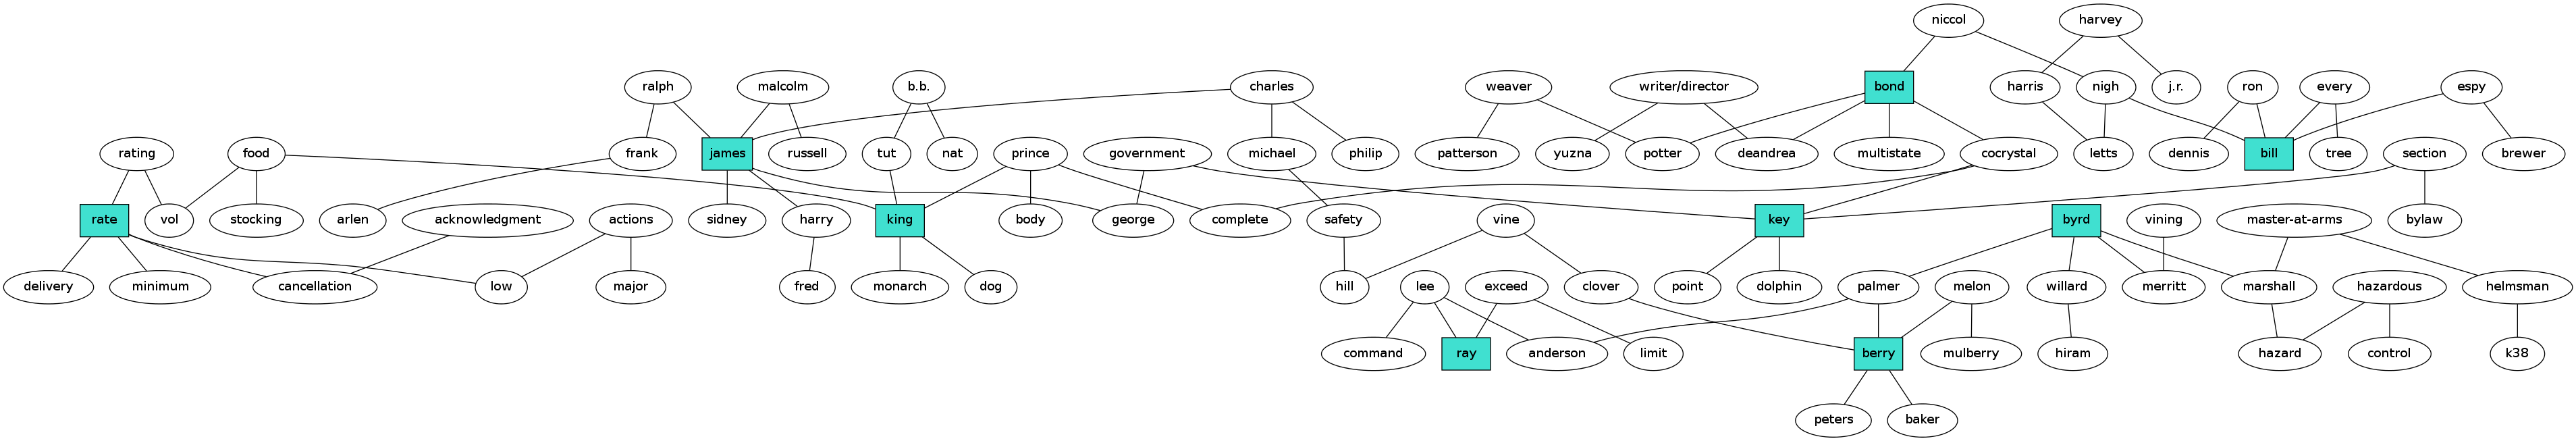 niccol
harvey
ralph
malcolm
b.b.
charles
weaver
writer/director
bond
harris
nigh
j.r.
ron
every
espy
rating
food
frank
james
russell
tut
nat
prince
government
michael
philip
patterson
yuzna
potter
deandrea
multistate
cocrystal
letts
dennis
bill
tree
section
brewer
rate
vol
stocking
arlen
acknowledgment
actions
sidney
harry
king
body
george
complete
safety
vine
key
byrd
vining
master-at-arms
bylaw
delivery
minimum
cancellation
low
major
fred
monarch
dog
hill
lee
exceed
clover
point
dolphin
palmer
melon
willard
merritt
marshall
hazardous
helmsman
command
ray
anderson
limit
berry
mulberry
hiram
hazard
control
k38
peters
baker